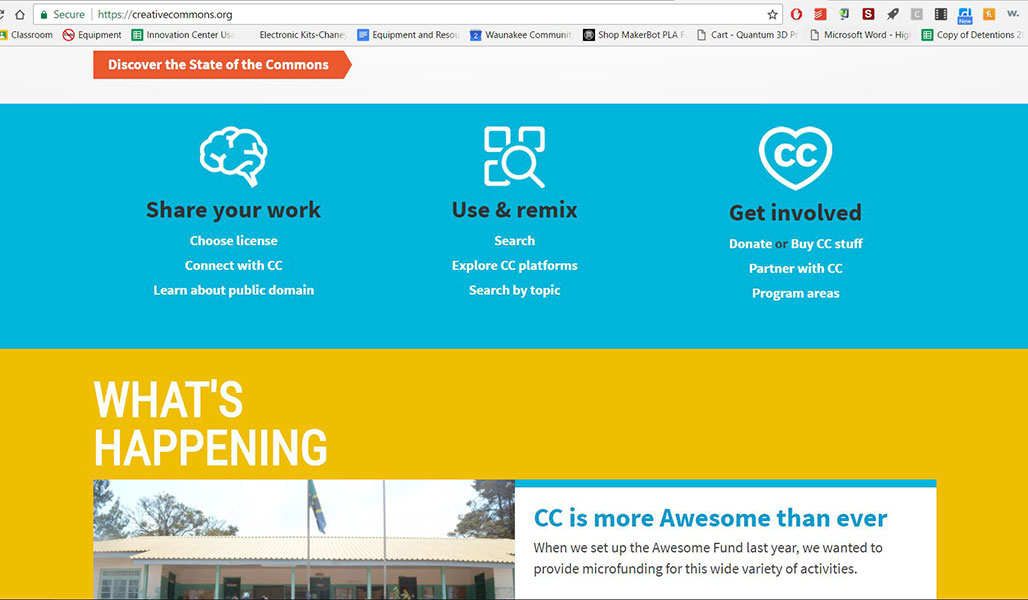 Secure https://creativecommons.org
Classroom Equipment Innovation Center Usa Electronic Kits-Chaney Equipment and Resou Waunakee Communit Shop MakerBot PLA F Cart - Quantum 3D Pr Microsoft Word - High Copy of Detentions 2
Discover the State of the Commons
CC
Share your work Use & remix Get involved
Choose license Search Donate or Buy CC stuff
Connect with CC Explore CC platforms Partner with CC
Learn about public domain Search by topic Program areas
WHAT'S
HAPPENING
CC is more Awesome than ever
When we set up the Awesome Fund last year, we wanted to
provide microfunding for this wide variety of activities.